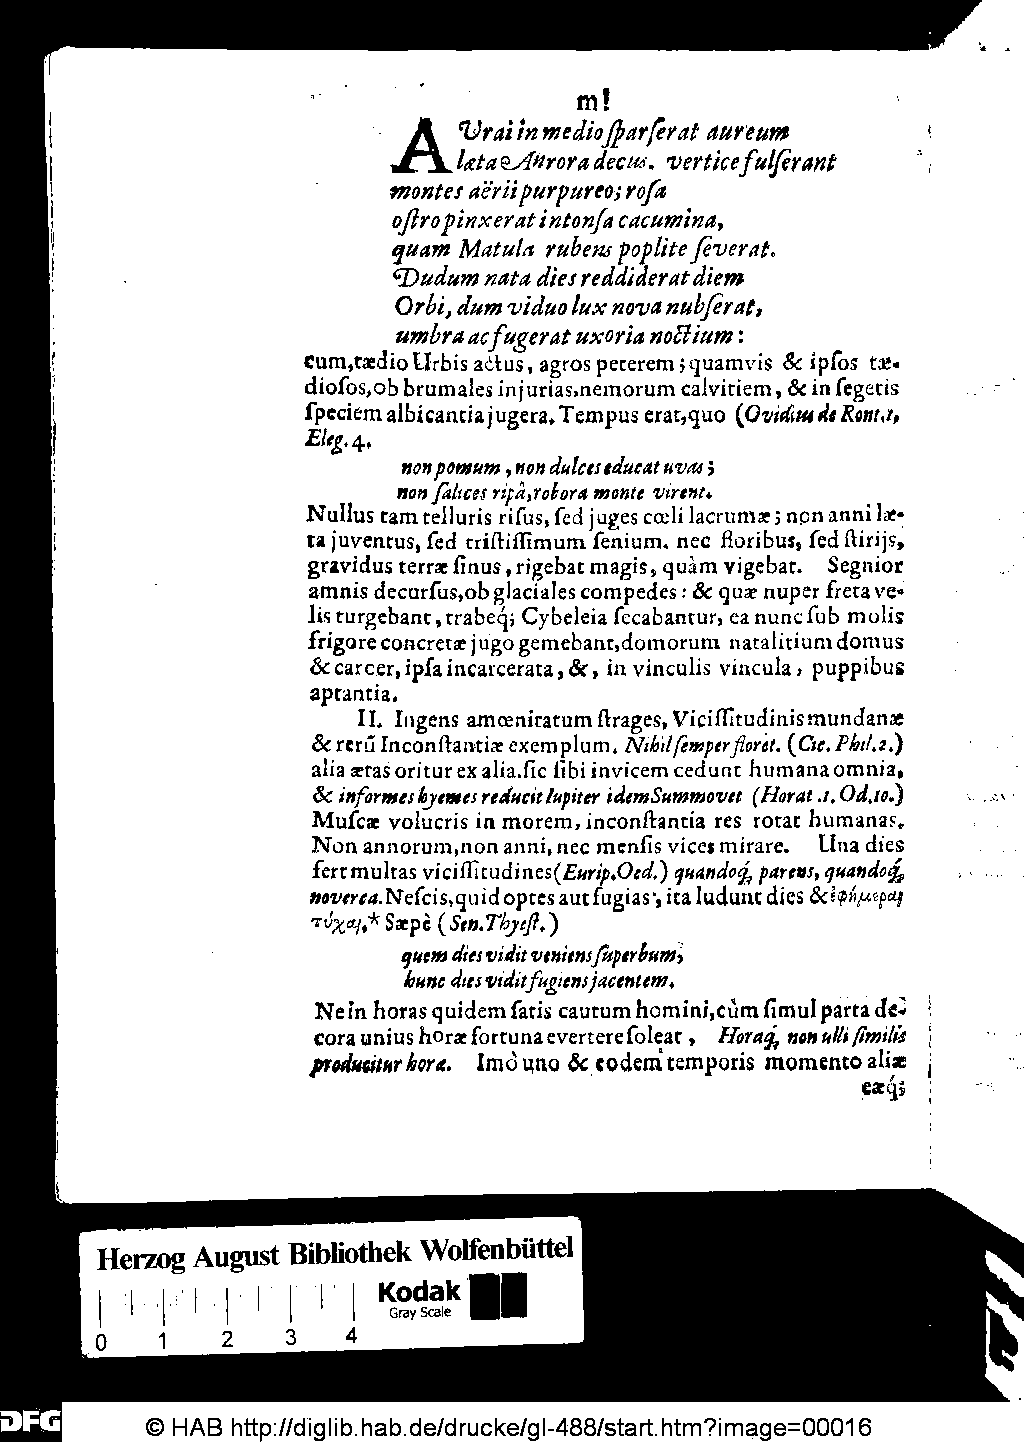 m!
AUrai in medio sparserat aureum
læta Aurora decus. vertice fulserant
montes aërii purpureo; rosa
ostro pinxerat intonsa cacumina,
quam Matula rubens poplite severat.
Dudum nata dies reddiderat diem
Orbi, dum viduo lux nova nubserat,
umbra ac fugerat uxoria noctium:
cum, tædio Urbis actus, agros peterem; quamvis & ipsos tæ-
diosos, ob brumales injurias, nemorum calvitiem, & in segetis
speciem albicantia jugera. Tempus erat, quo (Ovidius de Pont. 1,
Eleg. 4.
non pomum, non dulces educat uvas;
non salices ripâ, robora monte virent.
Nullus tam telluris risus, sed juges cœli lacrumæ; non anni læ-
ta juventus, sed tristissimum senium. nec floribus, sed stirijs,
gravidus terræ sinus, rigebat magis, quàm vigebat. Segnior
amnis decursus, ob glaciales compedes: & quæ nuper freta ve-
lis turgebant, trabeq́; Cybeleia secabantur, ea nunc sub molis
frigore concretæ jugo gemebant, domorum natalitium domus
& carcer, ipsa incarcerata, &, in vinculis vincula, puppibus
aptantia.
II. Ingens amœnitatum strages, Vicissitudinis mundanæ
& rerū Inconstantiæ exemplum. Nihil semper floret. (Cic. Phil. 2.)
alia ætas oritur ex alia. sic sibi invicem cedunt humana omnia,
& informes hyemes reducit Iupiter idem Summovet (Horat. 1. Od. 10.)
Muscæ volucris in morem, inconstantia res rotat humanas.
Non annorum, non anni, nec mensis vices mirare. Una dies
fert multas vicissitudines (Eurip. Oed.) quandoq́, parens, quandoq́,
noverca. Nescis, quid optes aut fugias; ita ludunt dies & ἐφήμεραι
τύχαι.* Sæpè (Sen. Thyest.)
quem dies vidit veniens superbum;
hunc dies vidit fugiens jacentem.
Ne in horas quidem satis cautum homini, cùm simul parta de-
cora unius horæ fortuna evertere soleat, Horaq́, non ulli similis
producitur hora. Imò uno & eodem temporis momento aliæ
eæq́;
Herzog August Bibliothek Wolfenbüttel
Kodak
Gray Scale
0 1 2 3 4
DFG
© HAB http://diglib.hab.de/drucke/gl-488/start.htm?image=00016